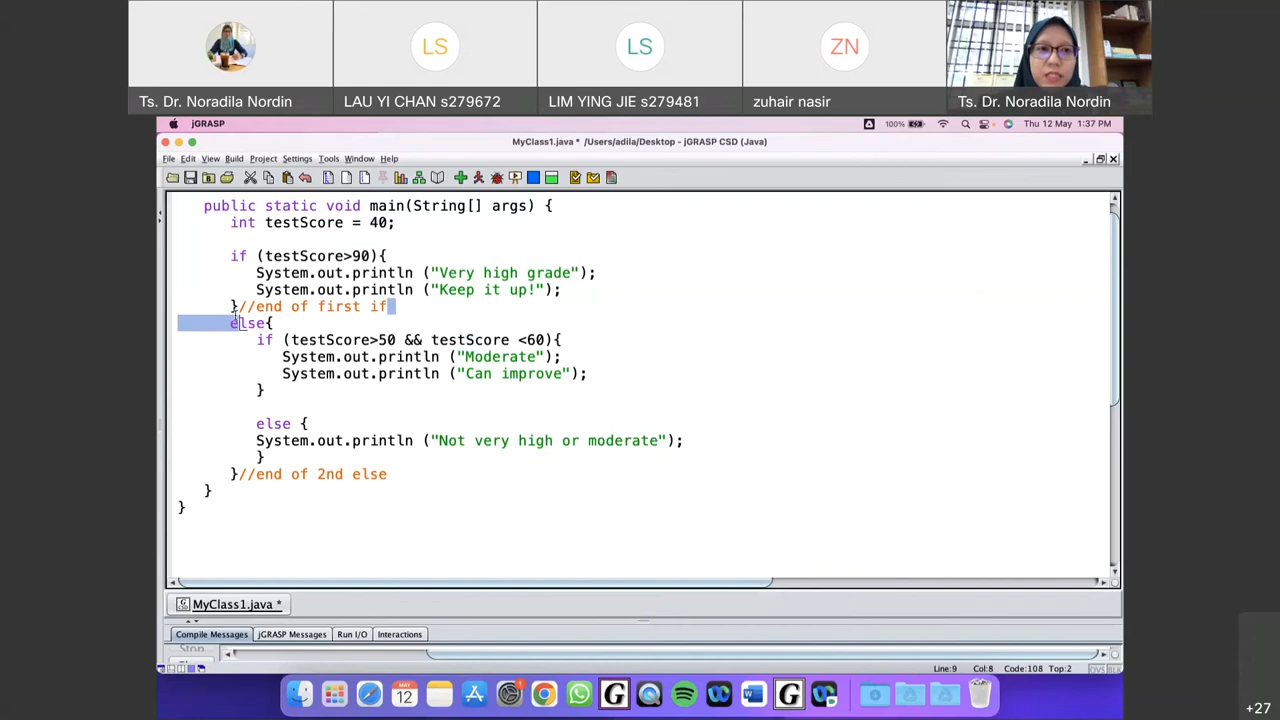 LS
LS
ZN
Ts. Dr. Noradila Nordin
LAU YI CHAN s279672
LIM YING JIE s279481
zuhair nasir
Ts. Dr. Noradila Nordin
jGRASP
100%
Thu 12 May 1:37 PM
MyClass1.java * /Users/adila/Desktop - jGRASP CSD (Java)
File Edit View Build Project Settings Tools Window Help
public static void main(String[] args) {
int testScore = 40;
if (testScore>90){
System.out.println ("Very high grade");
System.out.println ("Keep it up!");
}//end of first if
else{
if (testScore>50 && testScore <60){
System.out.println ("Moderate");
System.out.println ("Can improve");
}
else {
System.out.println ("Not very high or moderate");
}
}//end of 2nd else
}
}
MyClass1.java *
Compile Messages jGRASP Messages Run I/O Interactions
Stop
Line:9 Col:8 Code:108 Top:2 OVS BLK
MAY
12
+27